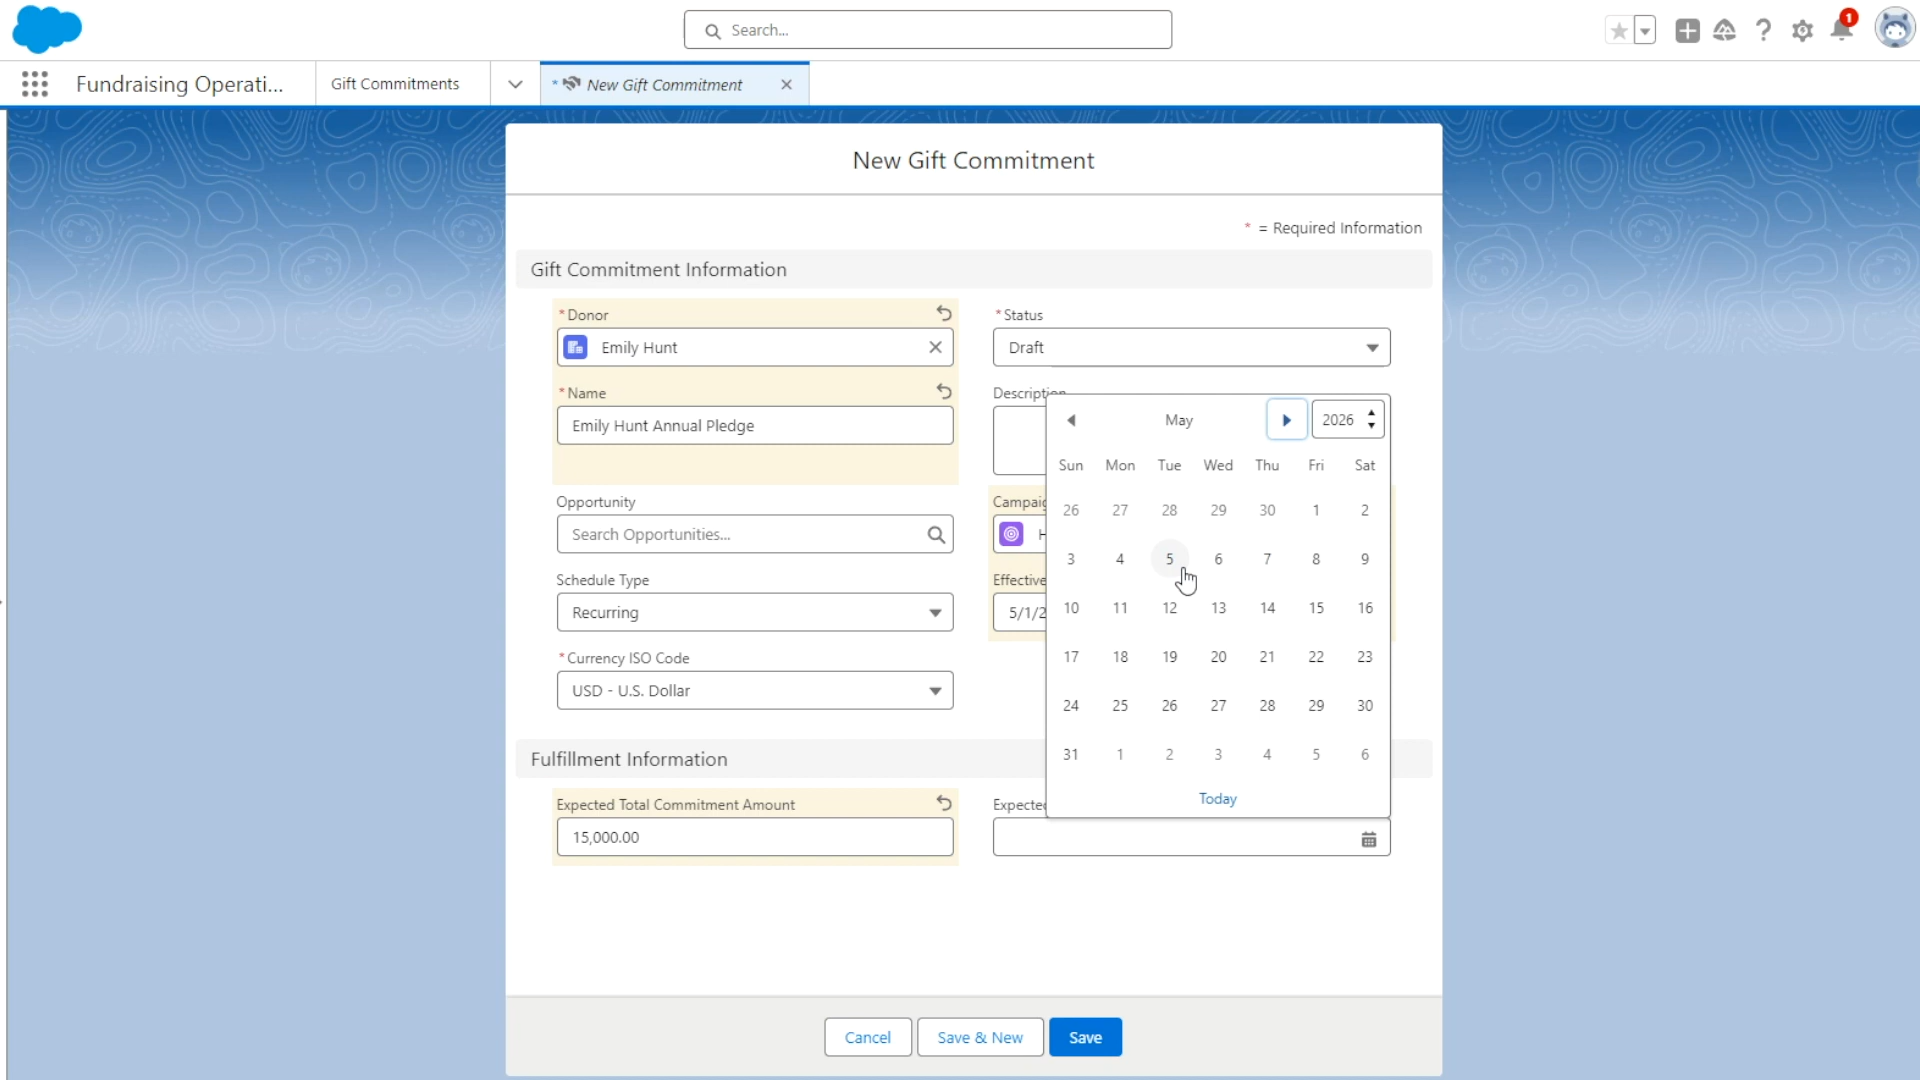 Search...
1
Fundraising Operati...
Gift Commitments
* New Gift Commitment
New Gift Commitment
* = Required Information
Gift Commitment Information
*Donor
Emily Hunt
*Status
Draft
*Name
Emily Hunt Annual Pledge
Description
May
2026
Sun Mon Tue Wed Thu Fri Sat
26 27 28 29 30 1 2
3 4 5 6 7 8 9
10 11 12 13 14 15 16
17 18 19 20 21 22 23
24 25 26 27 28 29 30
31 1 2 3 4 5 6
Today
Opportunity
Search Opportunities...
Campaig
H
Schedule Type
Recurring
Effective
5/1/2
*Currency ISO Code
USD - U.S. Dollar
Fulfillment Information
Expected Total Commitment Amount
15,000.00
Expected
Cancel
Save & New
Save